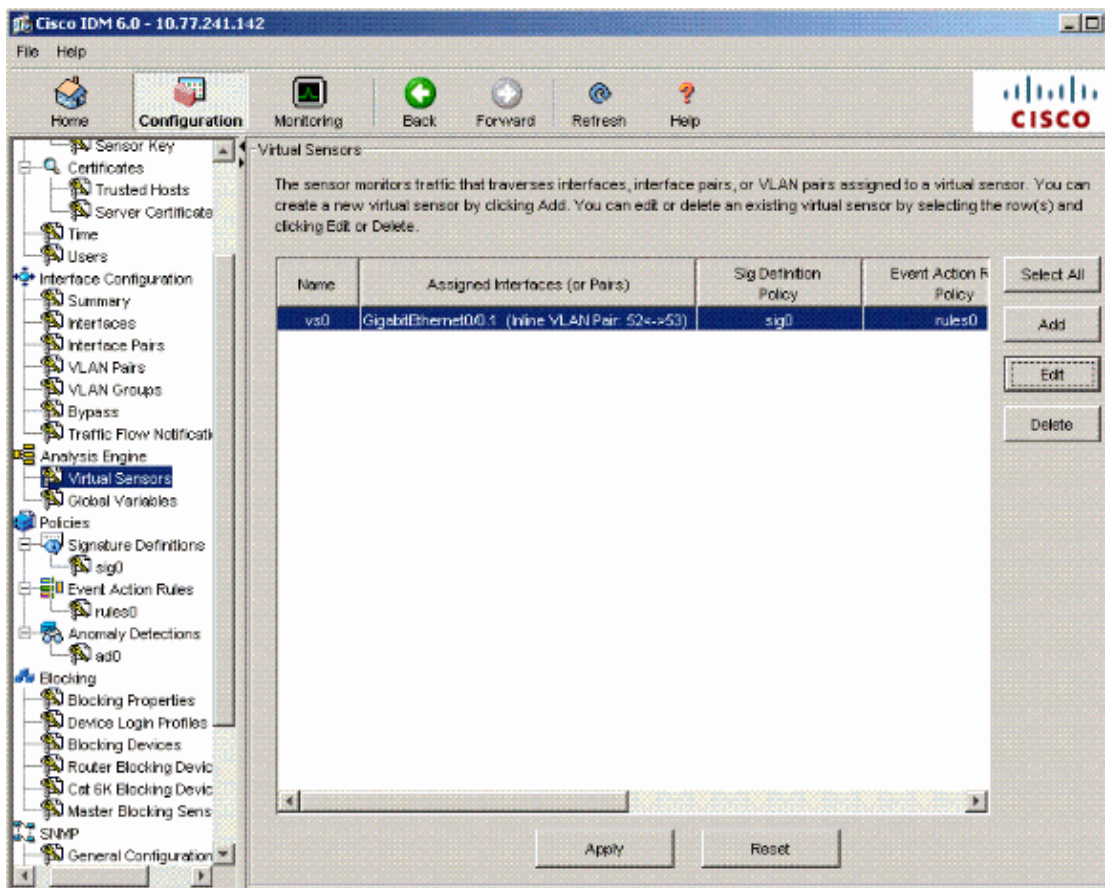 Cisco IDM 6.0 - 10.77.241.142
File Help
Home Configuration Monitoring Back Forward Refresh Help
CISCO
Sensor Key
Certificates
Trusted Hosts
Server Certificate
Time
Users
Interface Configuration
Summary
Interfaces
Interface Pairs
VLAN Pairs
VLAN Groups
Bypass
Traffic Flow Notificati
Analysis Engine
Virtual Sensors
Global Variables
Policies
Signature Definitions
sig0
Event Action Rules
rules0
Anomaly Detections
ad0
Blocking
Blocking Properties
Device Login Profiles
Blocking Devices
Router Blocking Devic
Cat 6K Blocking Devic
Master Blocking Sens
SNMP
General Configuration
Virtual Sensors
The sensor monitors traffic that traverses interfaces, interface pairs, or VLAN pairs assigned to a virtual sensor. You can
create a new virtual sensor by clicking Add. You can edit or delete an existing virtual sensor by selecting the row(s) and
clicking Edit or Delete.
Name Assigned Interfaces (or Pairs) Sig Definition Policy Event Action R Policy
vs0 GigabitEthernet0/0.1 (Inline VLAN Pair: 52<->53) sig0 rules0
Select All
Add
Edit
Delete
Apply Reset